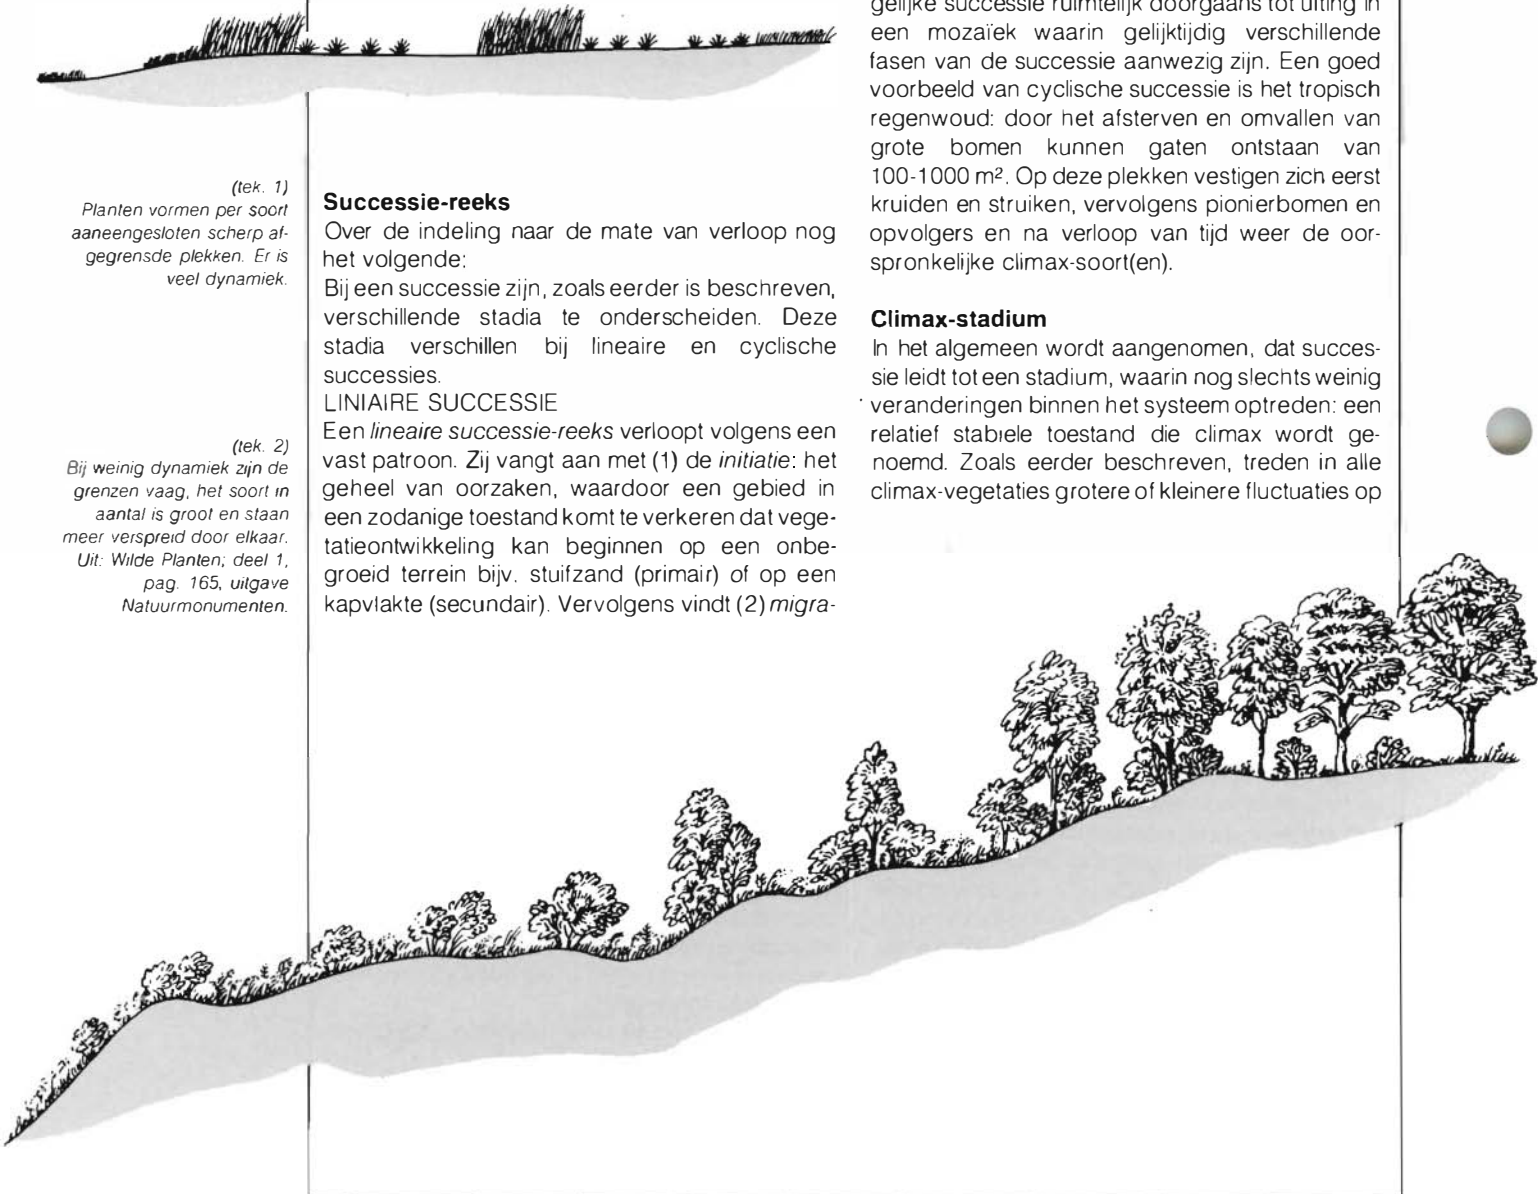 (tek. 1)
Planten vormen per soort
aaneengesloten scherp af-
gegrensde plekken. Er is
veel dynamiek.
(tek. 2)
Bij weinig dynamiek zijn de
grenzen vaag, het soort in
aantal is groot en staan
meer verspreid door elkaar.
Uit: Wilde Planten; deel 1,
pag. 165, uitgave
Natuurmonumenten.
Successie-reeks
Over de indeling naar de mate van verloop nog
het volgende:
Bij een successie zijn, zoals eerder is beschreven,
verschillende stadia te onderscheiden. Deze
stadia verschillen bij lineaire en cyclische
successies.
LINIAIRE SUCCESSIE
Een lineaire successie-reeks verloopt volgens een
vast patroon. Zij vangt aan met (1) de initiatie: het
geheel van oorzaken, waardoor een gebied in
een zodanige toestand komt te verkeren dat vege-
tatieontwikkeling kan beginnen op een onbe-
groeid terrein bijv. stuifzand (primair) of op een
kapvlakte (secundair). Vervolgens vindt (2) migra-
gelijke successie ruimtelijk doorgaans tot uiting in
een mozaïek waarin gelijktijdig verschillende
fasen van de successie aanwezig zijn. Een goed
voorbeeld van cyclische successie is het tropisch
regenwoud: door het afsterven en omvallen van
grote bomen kunnen gaten ontstaan van
100-1000 m². Op deze plekken vestigen zich eerst
kruiden en struiken, vervolgens pionierbomen en
opvolgers en na verloop van tijd weer de oor-
spronkelijke climax-soort(en).
Climax-stadium
In het algemeen wordt aangenomen, dat succes-
sie leidt tot een stadium, waarin nog slechts weinig
veranderingen binnen het systeem optreden: een
relatief stabiele toestand die climax wordt ge-
noemd. Zoals eerder beschreven, treden in alle
climax-vegetaties grotere of kleinere fluctuaties op